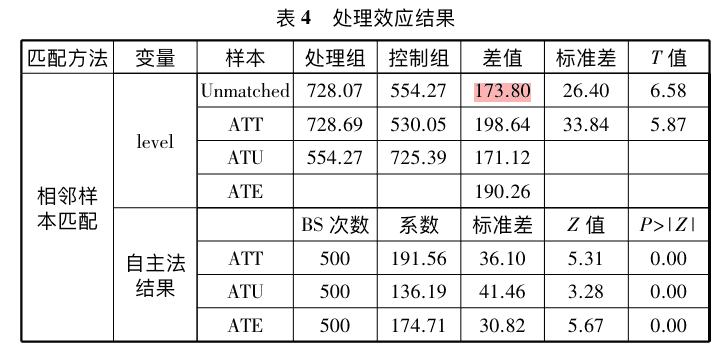 表 4 处理效应结果
匹配方法 变量 样本 处理组 控制组 差值 标准差 T 值
相邻样本匹配 level Unmatched 728.07 554.27 173.80 26.40 6.58
ATT 728.69 530.05 198.64 33.84 5.87
ATU 554.27 725.39 171.12
ATE 190.26
自主法结果 BS 次数 系数 标准差 Z 值 P>|Z|
ATT 500 191.56 36.10 5.31 0.00
ATU 500 136.19 41.46 3.28 0.00
ATE 500 174.71 30.82 5.67 0.00